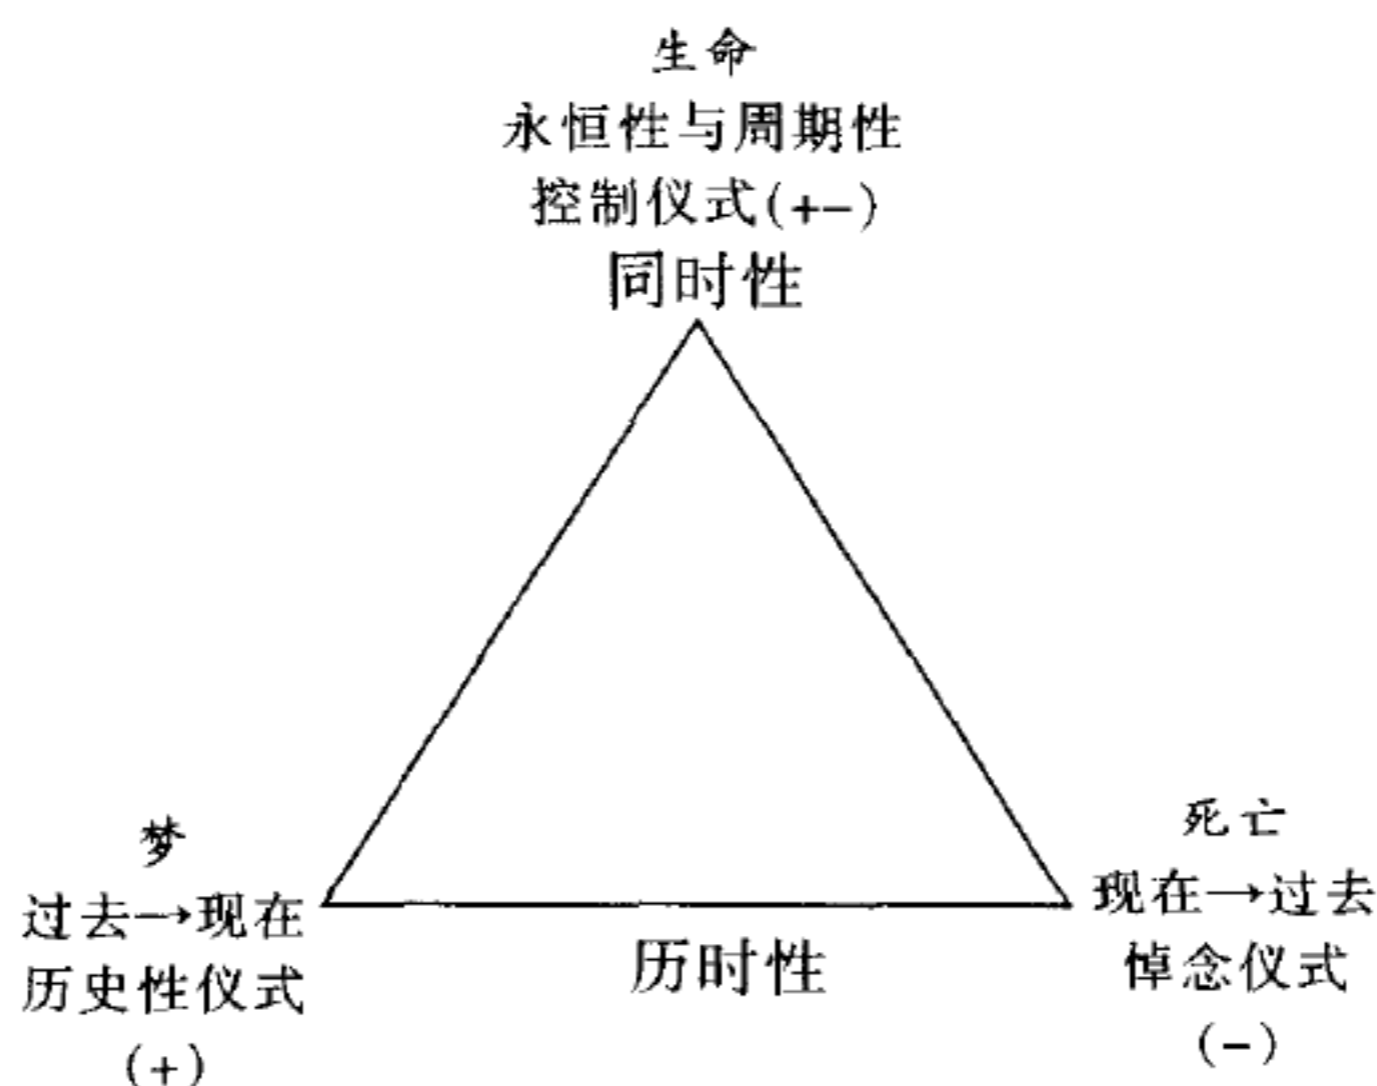 生命
永恒性与周期性
控制仪式(+-)
同时性
梦
过去→现在
历史性仪式
(+)
历时性
死亡
现在→过去
悼念仪式
(-)